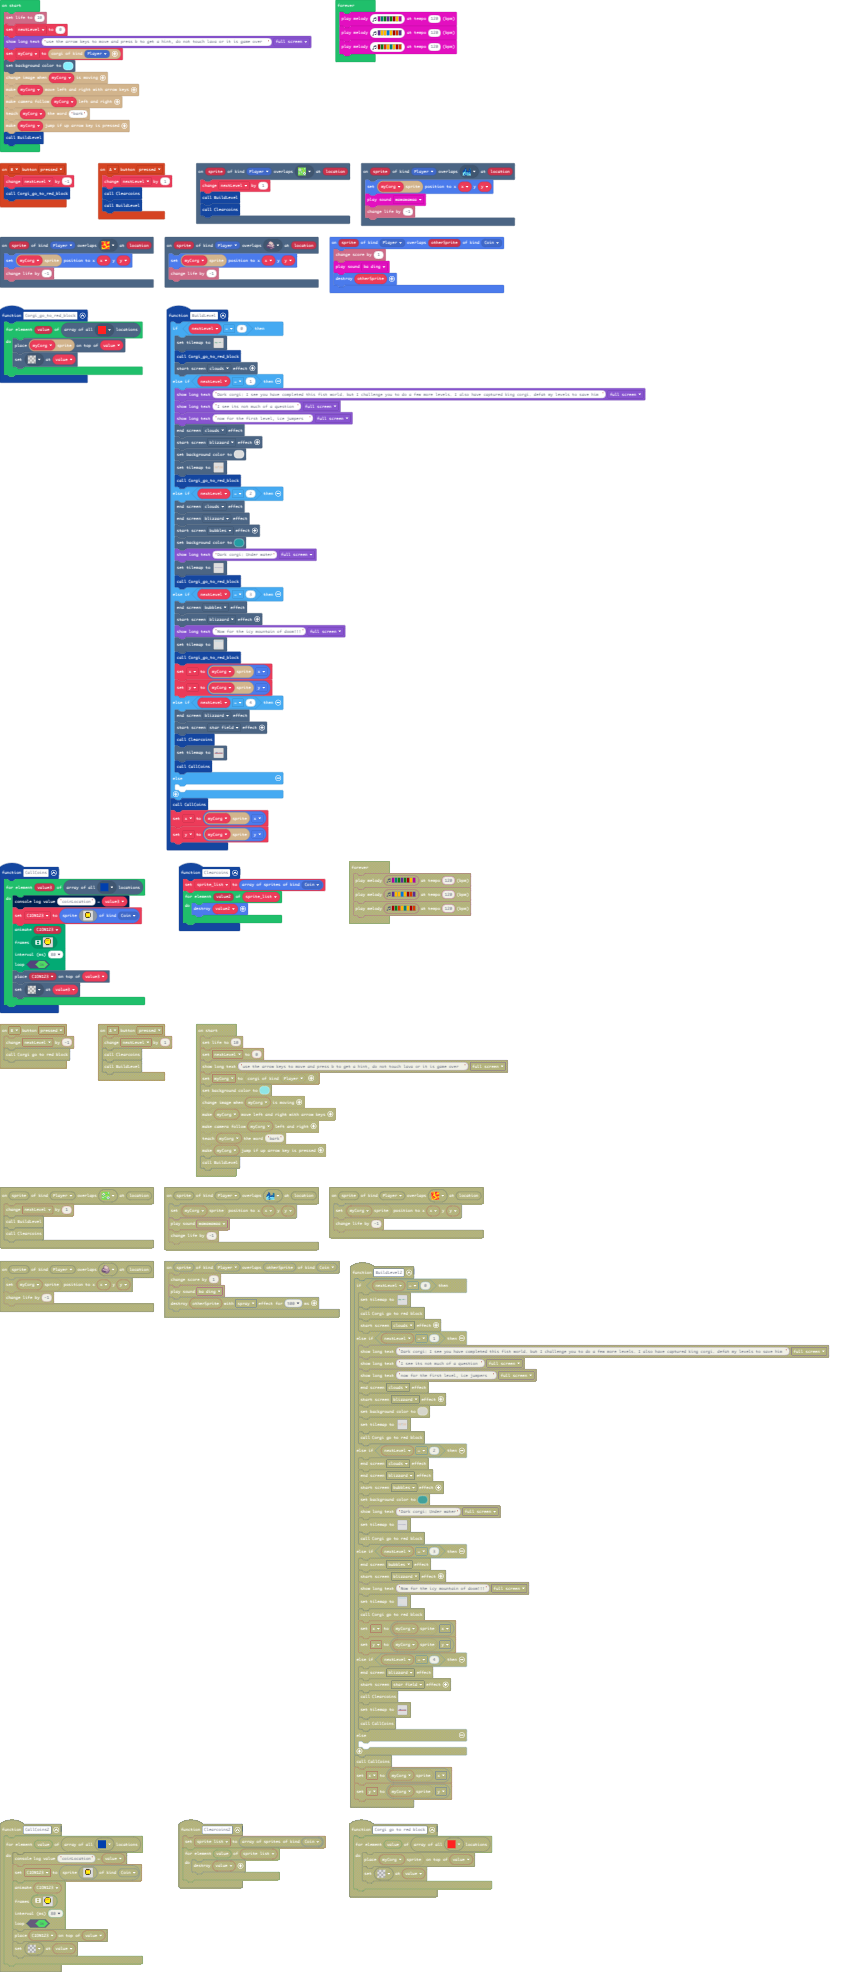 on start
set life to 10
set nextLevel to 0
show long text "use the arrow keys to move and press b to get a hint, do not touch lava or it is game over" full screen
set myCorg to corgi of kind Player
set background color to
change image when myCorg is moving
make myCorg move left and right with arrow keys
make camera follow myCorg left and right
teach myCorg the word "bark"
make myCorg jump if up arrow key is pressed
call BuildLevel
forever
play melody at tempo 120 (bpm)
play melody at tempo 120 (bpm)
play melody at tempo 120 (bpm)
on B button pressed
change nextLevel by -1
call Corgi_go_to_red_block
on A button pressed
change nextLevel by 1
call Clearcoins
call BuildLevel
on sprite of kind Player overlaps at location
change nextLevel by 1
call BuildLevel
call Clearcoins
on sprite of kind Player overlaps at location
set myCorg sprite position to x x y y
play sound
change life by -1
on sprite of kind Player overlaps at location
set myCorg sprite position to x x y y
change life by -1
on sprite of kind Player overlaps at location
set myCorg sprite position to x x y y
change life by -1
on sprite of kind Player overlaps otherSprite of kind Coin
change score by 1
play sound ba ding
destroy otherSprite
function Corgi_go_to_red_block
for element value of array of all locations
do
place myCorg sprite on top of value
set at value
function BuildLevel
if nextLevel = 0 then
set tilemap to
call Corgi_go_to_red_block
start screen clouds effect
else if nextLevel = 1 then
show long text "Dark corgi: I see you have completed this fist world. but I challenge you to do a few more levels. I also have captured king corgi. defet my levels to save him" full screen
show long text "I see its not much of a question" full screen
show long text "now for the first level, ice jumpers" full screen
end screen clouds effect
start screen blizzard effect
set background color to
set tilemap to
call Corgi_go_to_red_block
else if nextLevel = 2 then
end screen clouds effect
end screen blizzard effect
start screen bubbles effect
set background color to
show long text "Dark corgi: Under water" full screen
set tilemap to
call Corgi_go_to_red_block
else if nextLevel = 3 then
end screen bubbles effect
start screen blizzard effect
show long text "Now for the icy mountain of doom!!!" full screen
set tilemap to
call Corgi_go_to_red_block
set x to myCorg sprite x
set y to myCorg sprite y
else if nextLevel = 4 then
end screen blizzard effect
start screen star field effect
call Clearcoins
set tilemap to
call CallCoins
else
call CallCoins
set x to myCorg sprite x
set y to myCorg sprite y
function CallCoins
for element value3 of array of all locations
do
console log value "coinLocation" = value3
set CION123 to sprite of kind Coin
animate CION123
frames
interval (ms)
loop
place CION123 on top of value3
set at value3
function Clearcoins
set sprite_list to array of sprites of kind Coin
for element value2 of sprite_list
do
destroy value2
forever
play melody at tempo 120 (bpm)
play melody at tempo 120 (bpm)
play melody at tempo 120 (bpm)
on B button pressed
change nextLevel by -1
call Corgi go to red block
on A button pressed
change nextLevel by 1
call Clearcoins
call BuildLevel
on start
set life to 10
set nextLevel to 0
show long text "use the arrow keys to move and press b to get a hint, do not touch lava or it is game over" full screen
set myCorg to corgi of kind Player
set background color to
change image when myCorg is moving
make myCorg move left and right with arrow keys
make camera follow myCorg left and right
teach myCorg the word "bark"
make myCorg jump if up arrow key is pressed
call BuildLevel
on sprite of kind Player overlaps at location
change nextLevel by 1
call BuildLevel
call Clearcoins
on sprite of kind Player overlaps at location
set myCorg sprite position to x x y y
play sound
change life by -1
on sprite of kind Player overlaps at location
set myCorg sprite position to x x y y
change life by -1
on sprite of kind Player overlaps at location
set myCorg sprite position to x x y y
change life by -1
on sprite of kind Player overlaps otherSprite of kind Coin
change score by 1
play sound ba ding
destroy otherSprite with spray effect for 500 ms
function BuildLevel2
if nextLevel = 0 then
set tilemap to
call Corgi go to red block
start screen clouds effect
else if nextLevel = 1 then
show long text "Dark corgi: I see you have completed this fist world. but I challenge you to do a few more levels. I also have captured king corgi. defet my levels to save him" full screen
show long text "I see its not much of a question" full screen
show long text "now for the first level, ice jumpers" full screen
end screen clouds effect
start screen blizzard effect
set background color to
set tilemap to
call Corgi go to red block
else if nextLevel = 2 then
end screen clouds effect
end screen blizzard effect
start screen bubbles effect
set background color to
show long text "Dark corgi: Under water" full screen
set tilemap to
call Corgi go to red block
else if nextLevel = 3 then
end screen bubbles effect
start screen blizzard effect
show long text "Now for the icy mountain of doom!!!" full screen
set tilemap to
call Corgi go to red block
set x to myCorg sprite x
set y to myCorg sprite y
else if nextLevel = 4 then
end screen blizzard effect
start screen star field effect
call Clearcoins
set tilemap to
call CallCoins
else
call CallCoins
set x to myCorg sprite x
set y to myCorg sprite y
function CallCoins2
for element value of array of all locations
do
console log value "coinLocation" = value
set CION123 to sprite of kind Coin
animate CION123
frames
interval (ms)
loop
place CION123 on top of value
set at value
function Clearcoins2
set sprite list to array of sprites of kind Coin
for element value of sprite list
do
destroy value
function Corgi go to red block
for element value of array of all locations
do
place myCorg sprite on top of value
set at value